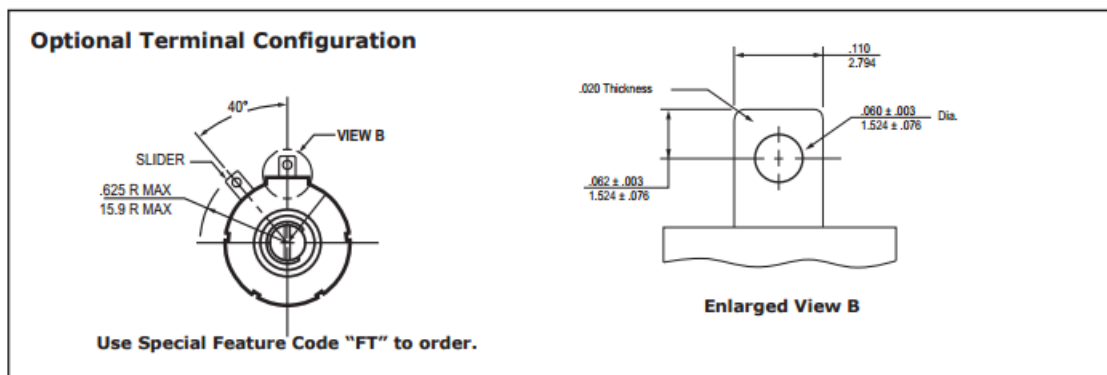 Optional Terminal Configuration
40°
VIEW B
SLIDER
.625 R MAX
15.9 R MAX
Use Special Feature Code “FT” to order.
.110
2.794
.020 Thickness
.060 ± .003
1.524 ± .076
Dia.
.062 ± .003
1.524 ± .076
Enlarged View B